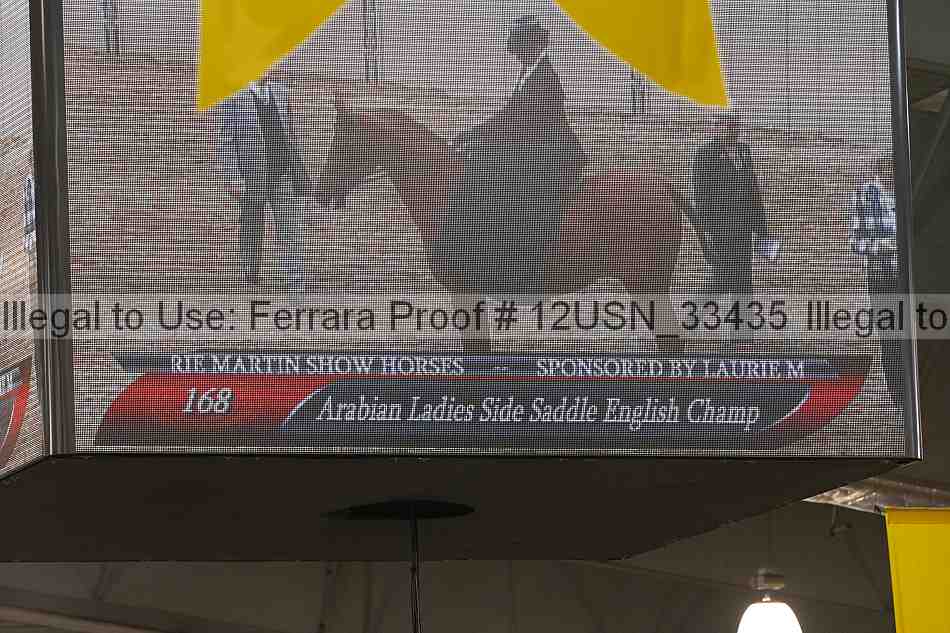 Illegal to Use: Ferrara Proof # 12USN_33435 Illegal to
RIE MARTIN SHOW HORSES -- SPONSORED BY LAURIE M
168
Arabian Ladies Side Saddle English Champ